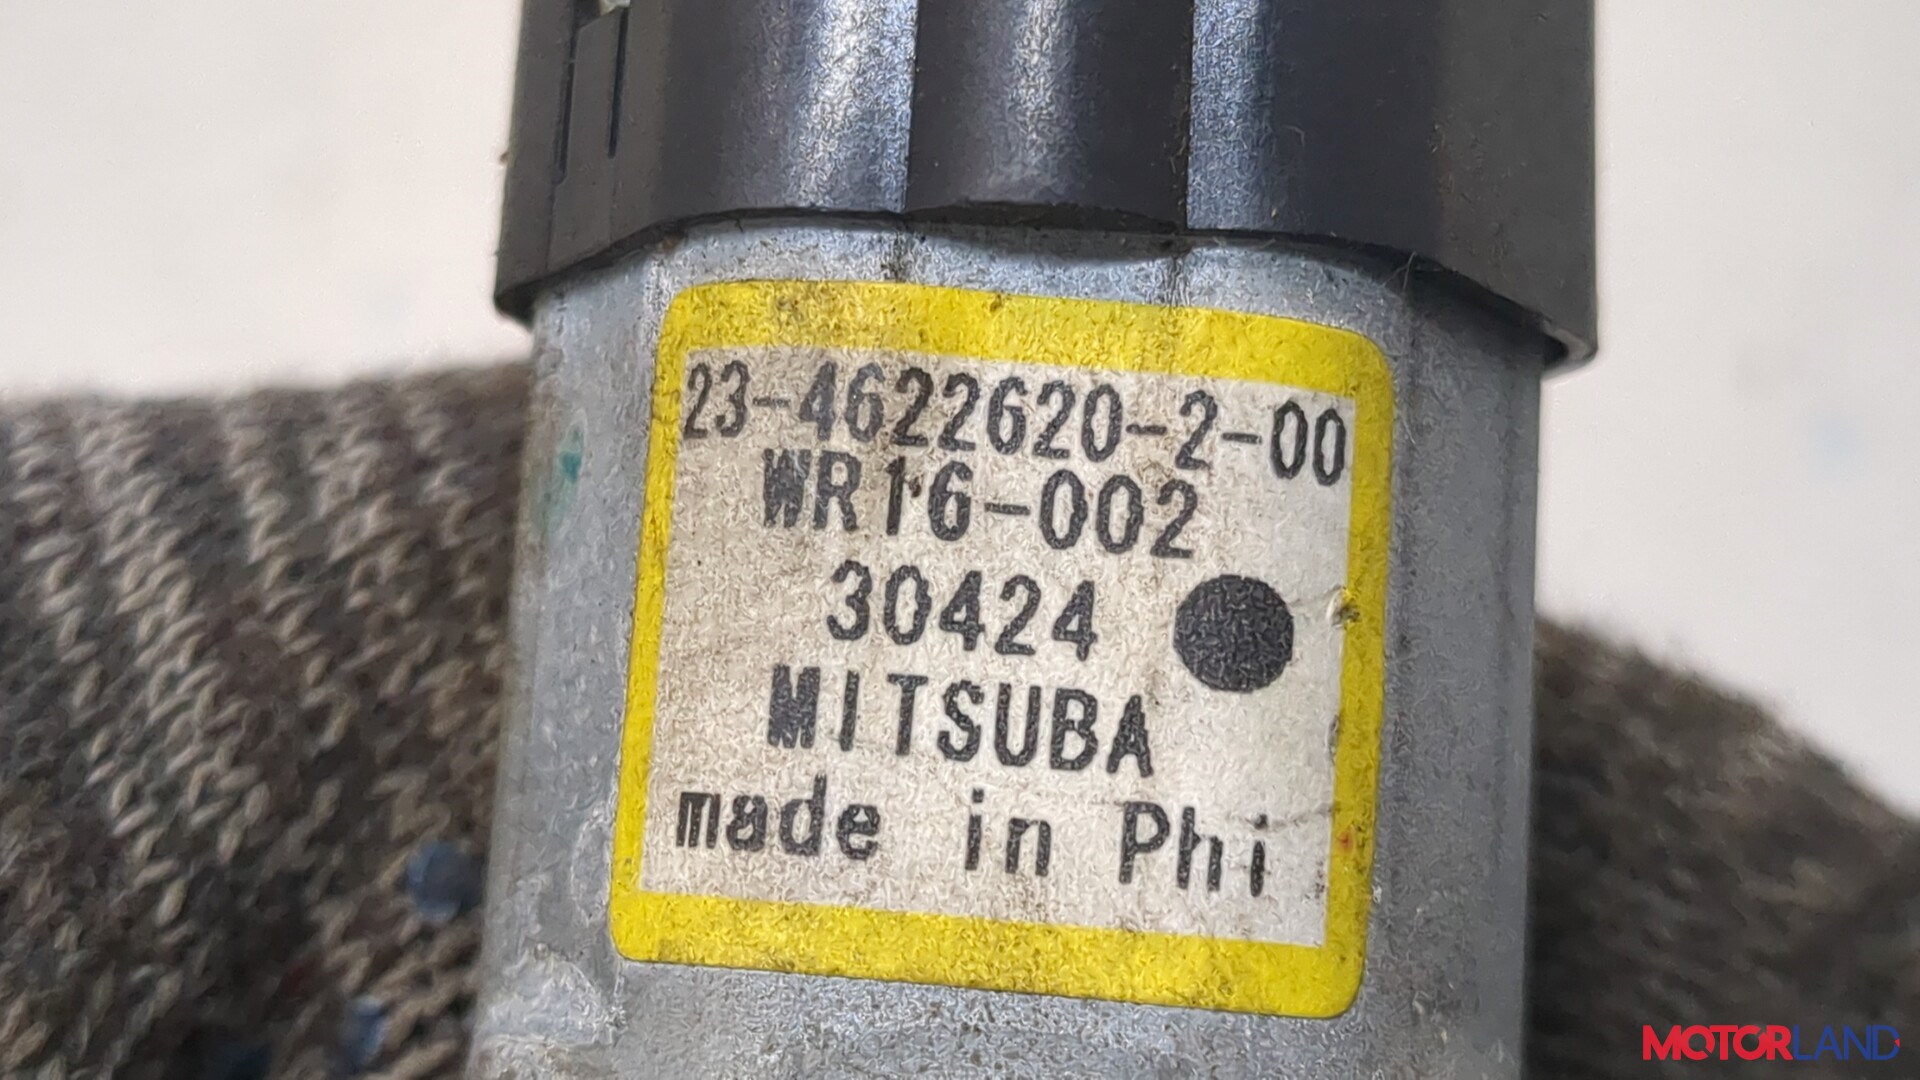 23-4622620-2-00
WR16-002
30424
MITSUBA
made in Phi
MOTORLAND